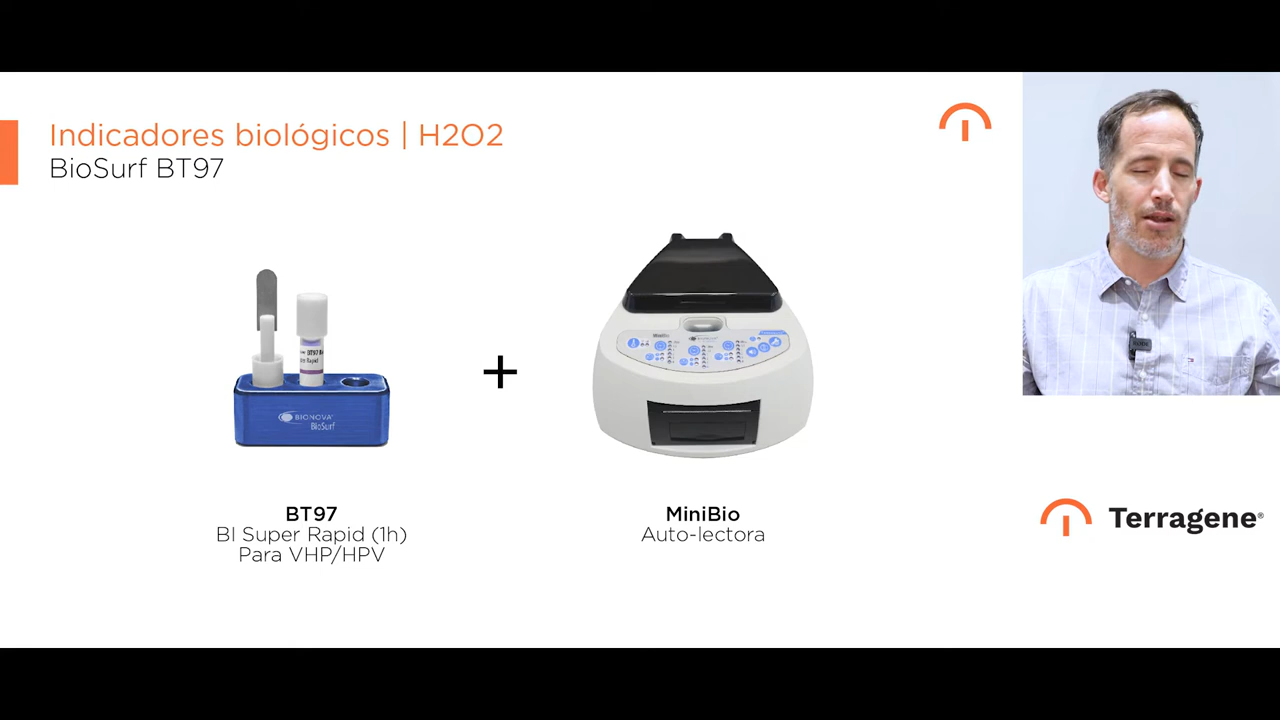 Indicadores biológicos | H2O2
BioSurf BT97
BT97
BIONOVA
BioSurf
+
BT97
BI Super Rapid (1h)
Para VHP/HPV
MiniBio
Auto-lectora
Terragene®